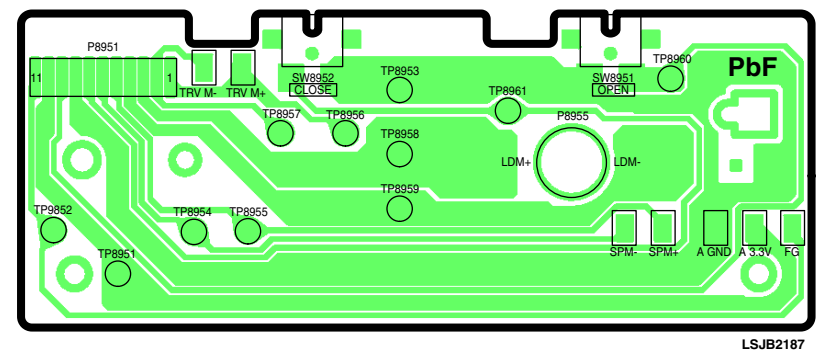 P8951
11
1
TRV M-
TRV M+
SW8952
CLOSE
TP8953
TP8961
SW8951
OPEN
TP8960
PbF
TP8957
TP8956
TP8958
P8955
LDM+
LDM-
TP8959
TP9852
TP8954
TP8955
TP8951
SPM-
SPM+
A GND
A 3.3V
FG
LSJB2187